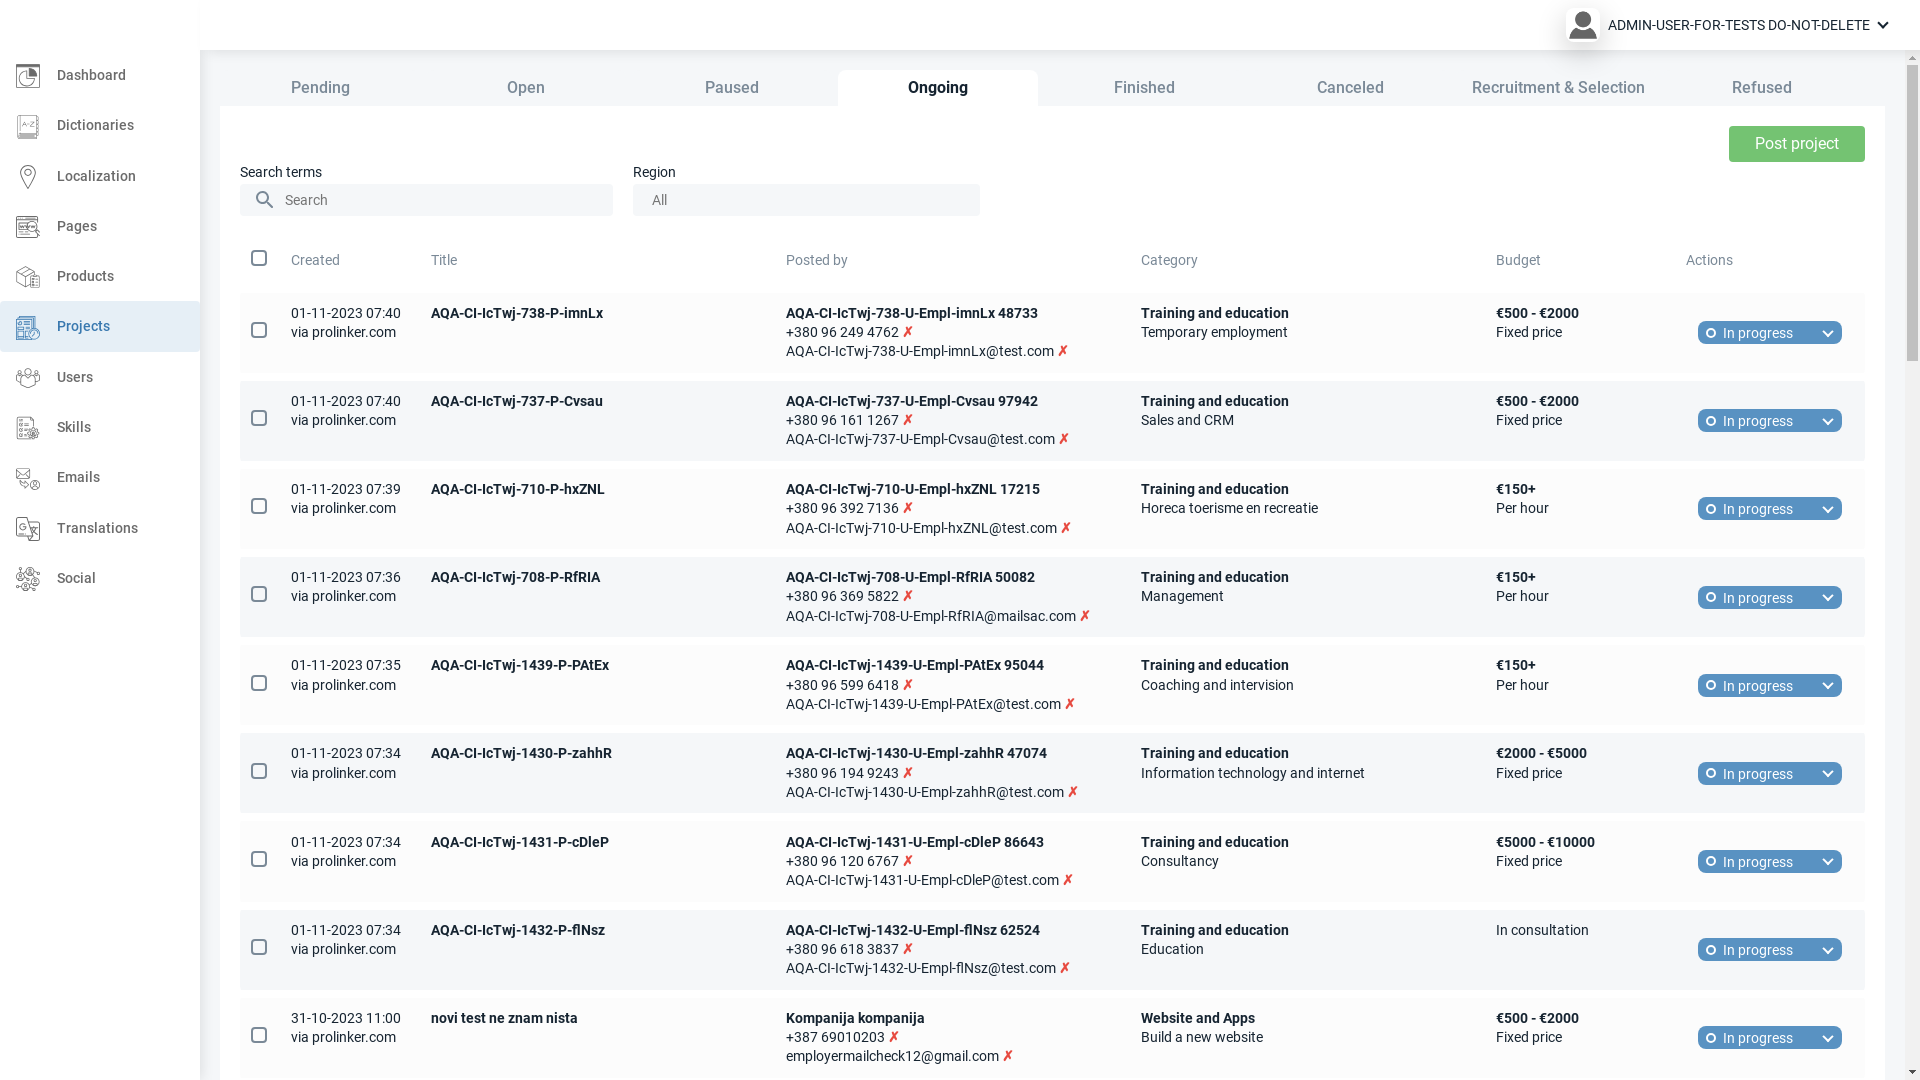 ADMIN-USER-FOR-TESTS DO-NOT-DELETE
Dashboard
Dictionaries
Localization
Pages
Products
Projects
Users
Skills
Emails
Translations
Social
Pending Open Paused Ongoing Finished Canceled Recruitment & Selection Refused
Post project
Search terms Region
Search All
Created Title Posted by Category Budget Actions
01-11-2023 07:40 AQA-CI-IcTwj-738-P-imnLx AQA-CI-IcTwj-738-U-Empl-imnLx 48733 Training and education €500 - €2000
via prolinker.com +380 96 249 4762 ✗ Temporary employment Fixed price In progress
AQA-CI-IcTwj-738-U-Empl-imnLx@test.com ✗
01-11-2023 07:40 AQA-CI-IcTwj-737-P-Cvsau AQA-CI-IcTwj-737-U-Empl-Cvsau 97942 Training and education €500 - €2000
via prolinker.com +380 96 161 1267 ✗ Sales and CRM Fixed price In progress
AQA-CI-IcTwj-737-U-Empl-Cvsau@test.com ✗
01-11-2023 07:39 AQA-CI-IcTwj-710-P-hxZNL AQA-CI-IcTwj-710-U-Empl-hxZNL 17215 Training and education €150+
via prolinker.com +380 96 392 7136 ✗ Horeca toerisme en recreatie Per hour In progress
AQA-CI-IcTwj-710-U-Empl-hxZNL@test.com ✗
01-11-2023 07:36 AQA-CI-IcTwj-708-P-RfRIA AQA-CI-IcTwj-708-U-Empl-RfRIA 50082 Training and education €150+
via prolinker.com +380 96 369 5822 ✗ Management Per hour In progress
AQA-CI-IcTwj-708-U-Empl-RfRIA@mailsac.com ✗
01-11-2023 07:35 AQA-CI-IcTwj-1439-P-PAtEx AQA-CI-IcTwj-1439-U-Empl-PAtEx 95044 Training and education €150+
via prolinker.com +380 96 599 6418 ✗ Coaching and intervision Per hour In progress
AQA-CI-IcTwj-1439-U-Empl-PAtEx@test.com ✗
01-11-2023 07:34 AQA-CI-IcTwj-1430-P-zahhR AQA-CI-IcTwj-1430-U-Empl-zahhR 47074 Training and education €2000 - €5000
via prolinker.com +380 96 194 9243 ✗ Information technology and internet Fixed price In progress
AQA-CI-IcTwj-1430-U-Empl-zahhR@test.com ✗
01-11-2023 07:34 AQA-CI-IcTwj-1431-P-cDleP AQA-CI-IcTwj-1431-U-Empl-cDleP 86643 Training and education €5000 - €10000
via prolinker.com +380 96 120 6767 ✗ Consultancy Fixed price In progress
AQA-CI-IcTwj-1431-U-Empl-cDleP@test.com ✗
01-11-2023 07:34 AQA-CI-IcTwj-1432-P-flNsz AQA-CI-IcTwj-1432-U-Empl-flNsz 62524 Training and education In consultation
via prolinker.com +380 96 618 3837 ✗ Education In progress
AQA-CI-IcTwj-1432-U-Empl-flNsz@test.com ✗
31-10-2023 11:00 novi test ne znam nista Kompanija kompanija Website and Apps €500 - €2000
via prolinker.com +387 69010203 ✗ Build a new website Fixed price In progress
employermailcheck12@gmail.com ✗